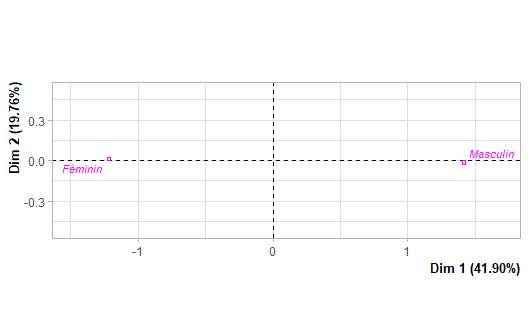 Dim 2 (19.76%)
0.3
0.0
-0.3
Féminin
Masculin
-1
0
1
Dim 1 (41.90%)